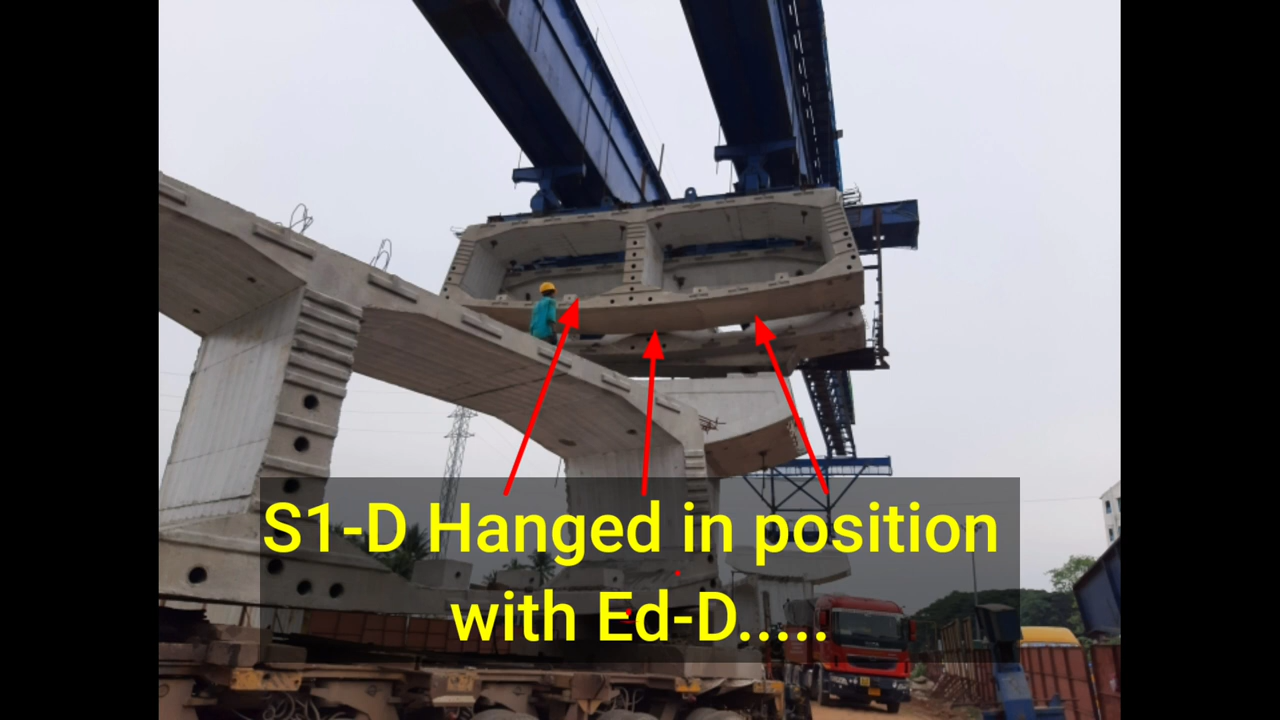 S1-D Hanged in position
with Ed-D.....